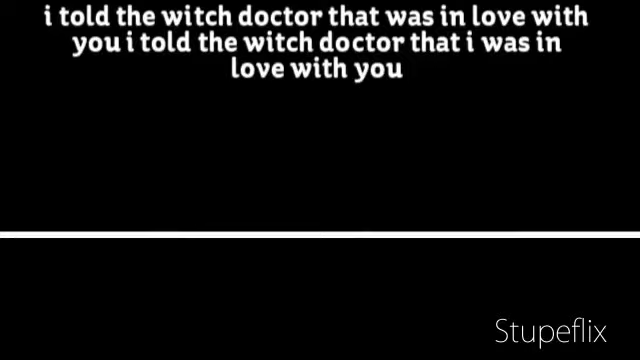 i told the witch doctor that was in love with
you i told the witch doctor that i was in
love with you
Stupeflix